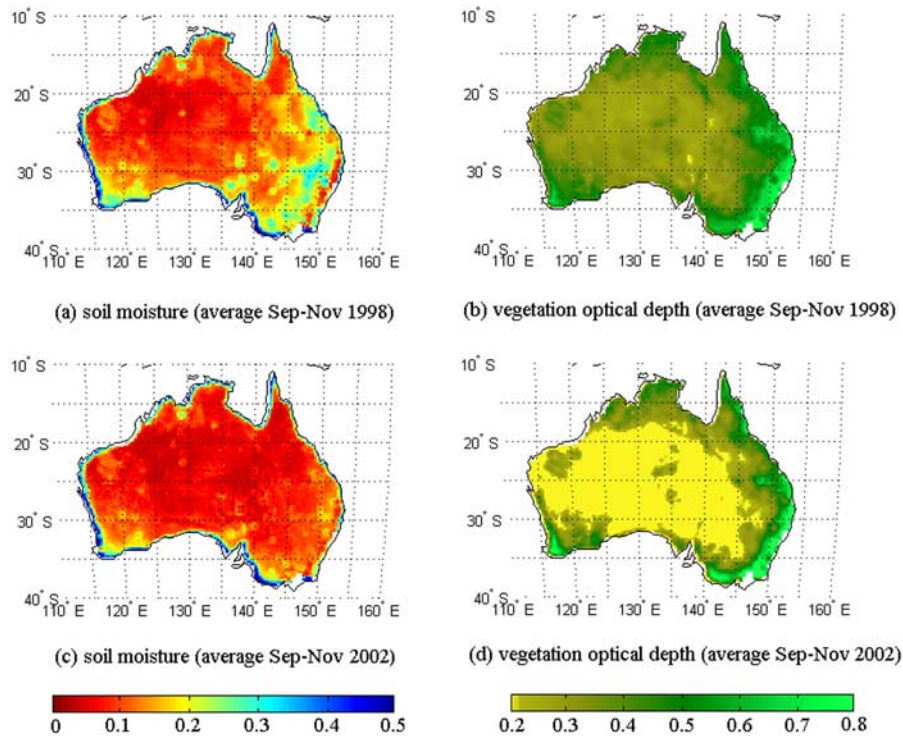 10° S
20° S
30° S
40° S
110° E 120° E 130° E 140° E 150° E 160° E
(a) soil moisture (average Sep-Nov 1998)
10° S
20° S
30° S
40° S
110° E 120° E 130° E 140° E 150° E 160° E
(b) vegetation optical depth (average Sep-Nov 1998)
10° S
20° S
30° S
40° S
110° E 120° E 130° E 140° E 150° E 160° E
(c) soil moisture (average Sep-Nov 2002)
10° S
20° S
30° S
40° S
110° E 120° E 130° E 140° E 150° E 160° E
(d) vegetation optical depth (average Sep-Nov 2002)
0 0.1 0.2 0.3 0.4 0.5
0.2 0.3 0.4 0.5 0.6 0.7 0.8